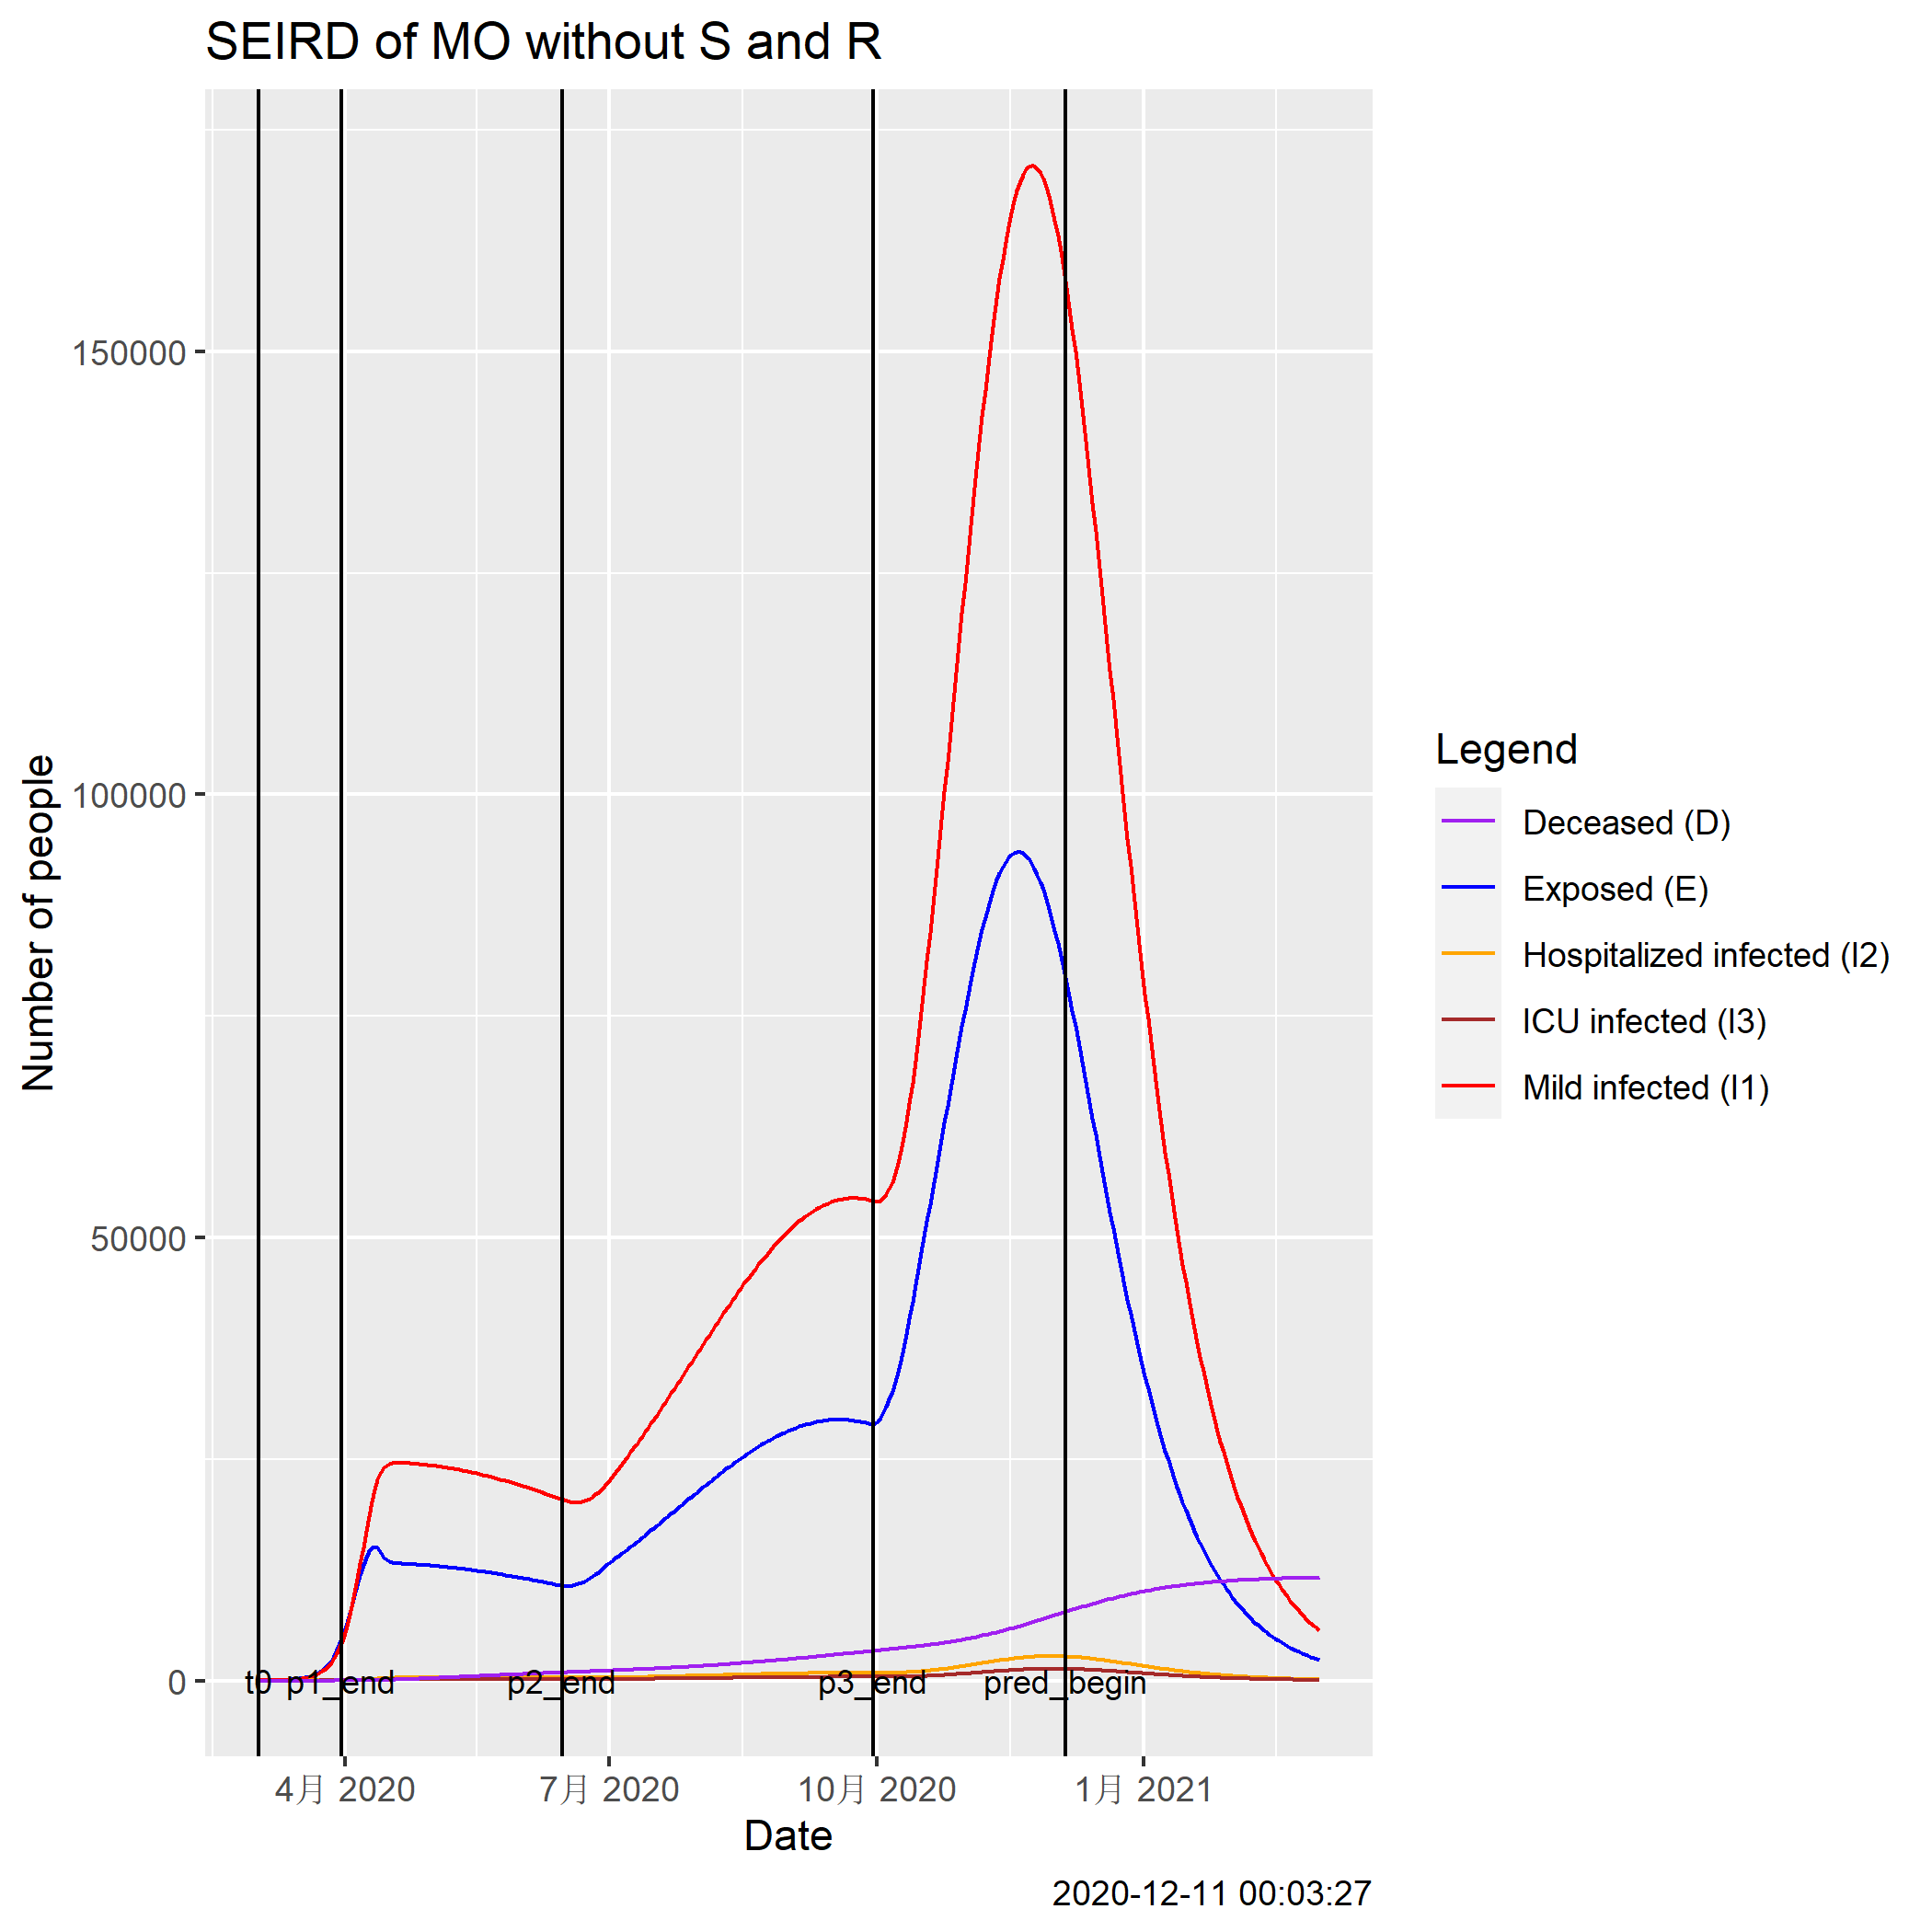 SEIRD of MO without S and R
Number of people
150000
100000
50000
0
t0 p1_end p2_end p3_end pred_begin
4月 2020 7月 2020 10月 2020 1月 2021
Date
2020-12-11 00:03:27
Legend
Deceased (D)
Exposed (E)
Hospitalized infected (I2)
ICU infected (I3)
Mild infected (I1)